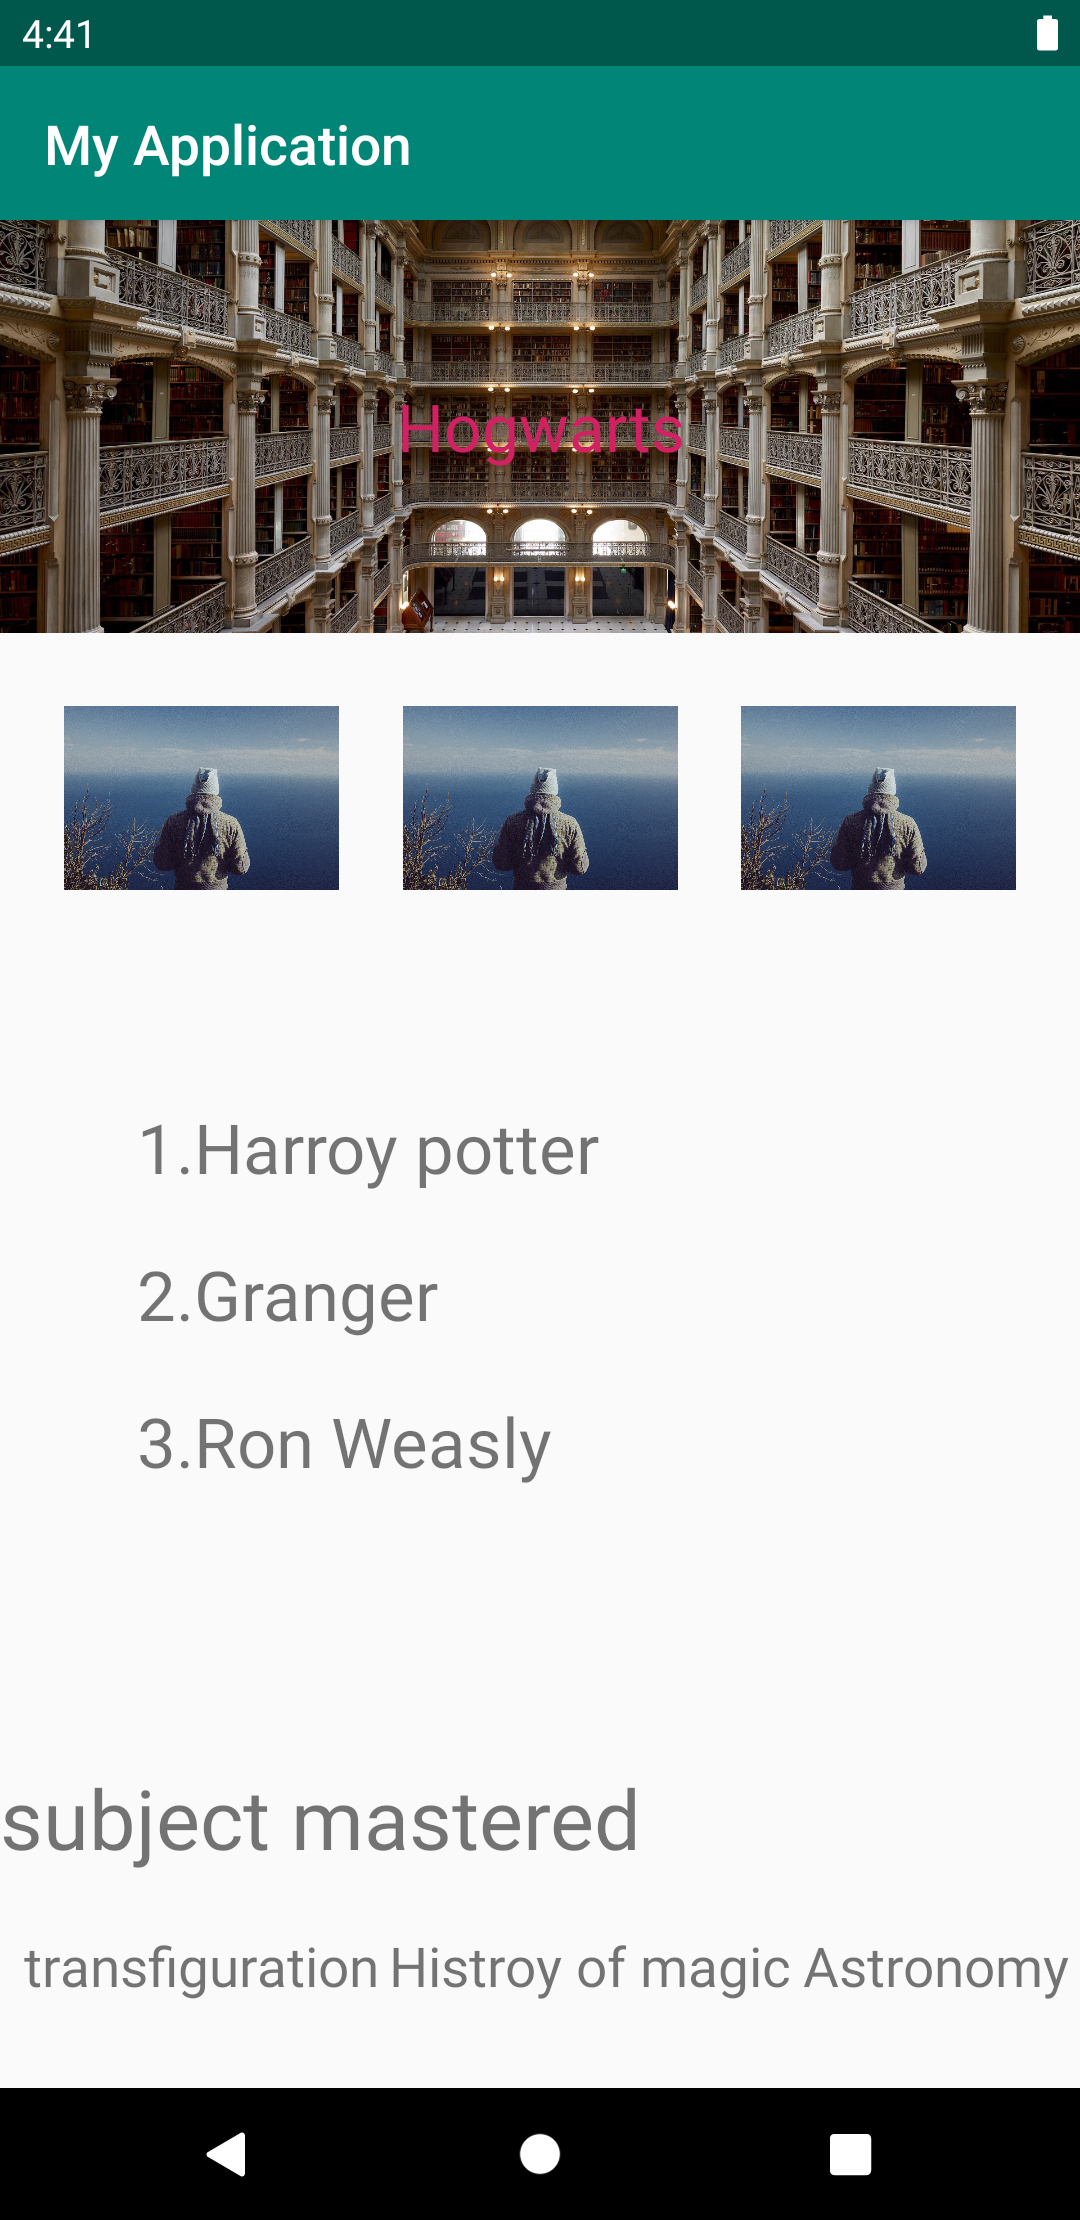 4:41
My Application
Hogwarts
1.Harroy potter
2.Granger
3.Ron Weasly
subject mastered
transfiguration Histroy of magic Astronomy